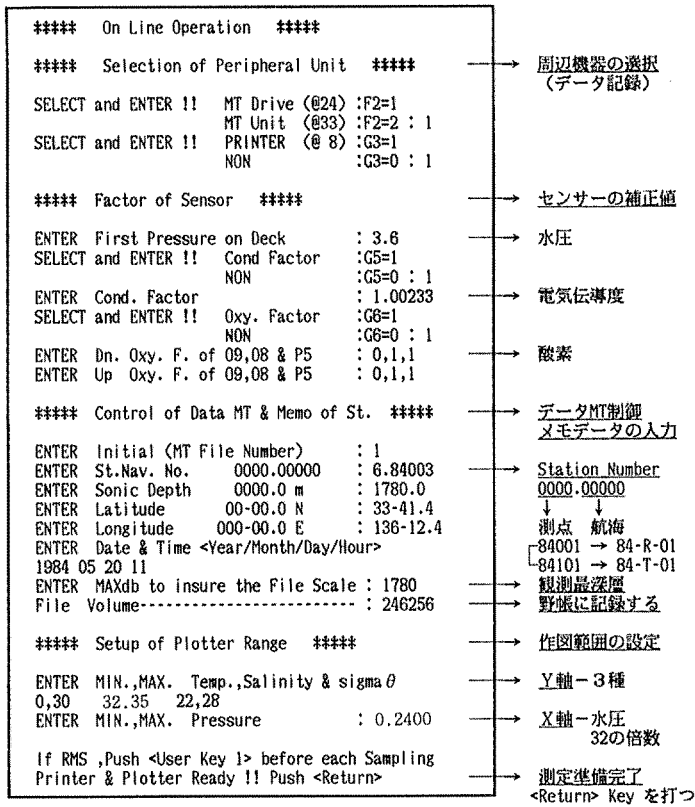 ***** On Line Operation *****
***** Selection of Peripheral Unit ***** → 周辺機器の選択
(データ記録)
SELECT and ENTER !! MT Drive (@24) :F2=1
MT Unit (@33) :F2=2 : 1
SELECT and ENTER !! PRINTER (@ 8) :G3=1
NON :G3=0 : 1
***** Factor of Sensor ***** → センサーの補正値
ENTER First Pressure on Deck : 3.6 → 水圧
SELECT and ENTER !! Cond Factor :G5=1
NON :G5=0 : 1
ENTER Cond. Factor : 1.00233 → 電気伝導度
SELECT and ENTER !! Oxy. Factor :G6=1
NON :G6=0 : 1
ENTER Dn. Oxy. F. of 09,08 & P5 : 0,1,1 → 酸素
ENTER Up Oxy. F. of 09,08 & P5 : 0,1,1
***** Control of Data MT & Memo of St. ***** → データMT制御
メモデータの入力
ENTER Initial (MT File Number) : 1
ENTER St.Nav. No. 0000.00000 : 6.84003 → Station Number
ENTER Sonic Depth 0000.0 m : 1780.0 0000.00000
ENTER Latitude 00-00.0 N : 33-41.4 ↓ ↓
ENTER Longitude 000-00.0 E : 136-12.4 測点 航海
ENTER Date & Time <Year/Month/Day/Hour> 84001 → 84-R-01
1984 05 20 11 84101 → 84-T-01
ENTER MAXdb to insure the File Scale : 1780 → 観測最深層
File Volume------------------------- : 246256 → 野帳に記録する
***** Setup of Plotter Range ***** → 作図範囲の設定
ENTER MIN.,MAX. Temp.,Salinity & sigma θ → Y軸－3種
0,30 32.35 22,28
ENTER MIN.,MAX. Pressure : 0.2400 → X軸－水圧
32の倍数
If RMS ,Push <User Key 1> before each Sampling
Printer & Plotter Ready !! Push <Return> → 測定準備完了
<Return> Key を打つ